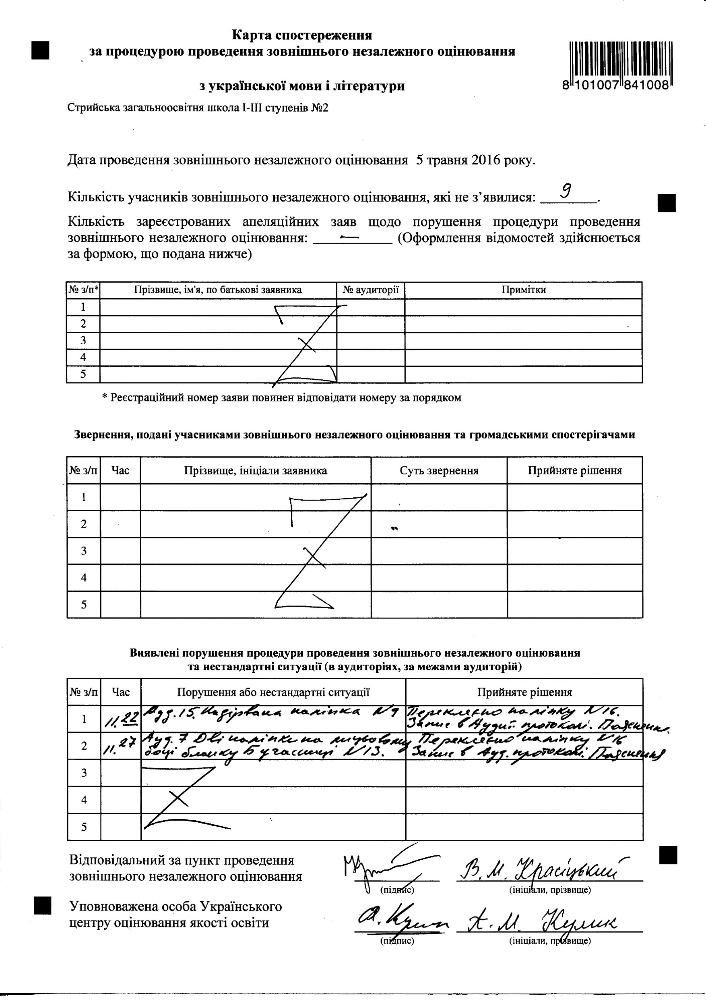 Карта спостереження
за процедурою проведення зовнішнього незалежного оцінювання
з української мови і літератури
8 101007 841008
Стрийська загальноосвітня школа І-ІІІ ступенів №2
Дата проведення зовнішнього незалежного оцінювання 5 травня 2016 року.
Кількість учасників зовнішнього незалежного оцінювання, які не з’явилися: 9.
Кількість зареєстрованих апеляційних заяв щодо порушення процедури проведення
зовнішнього незалежного оцінювання: — (Оформлення відомостей здійснюється
за формою, що подана нижче)
№ з/п* Прізвище, ім'я, по батькові заявника № аудиторії Примітки
1
2
3
4
5
* Реєстраційний номер заяви повинен відповідати номеру за порядком
Звернення, подані учасниками зовнішнього незалежного оцінювання та громадськими спостерігачами
№ з/п Час Прізвище, ініціали заявника Суть звернення Прийняте рішення
1
2
3
4
5
Виявлені порушення процедури проведення зовнішнього незалежного оцінювання
та нестандартні ситуації (в аудиторіях, за межами аудиторій)
№ з/п Час Порушення або нестандартні ситуації Прийняте рішення
1 11.22 Ауд. 15. Надірвана наліпка №9 Переклеєно наліпку №16.
Запис в Аудит. протоколі. Пояснення.
2 11.27 Ауд. 7 Дві наліпки на лицьовому Переклеєно наліпку №16
боці бланку Б учасниці №13. Запис в Ауд. протоколі. Пояснення
3
4
5
Відповідальний за пункт проведення
зовнішнього незалежного оцінювання В.М. Красіцький
(підпис) (ініціали, прізвище)
Уповноважена особа Українського
центру оцінювання якості освіти А. Кулик А.М. Кулик
(підпис) (ініціали, прізвище)